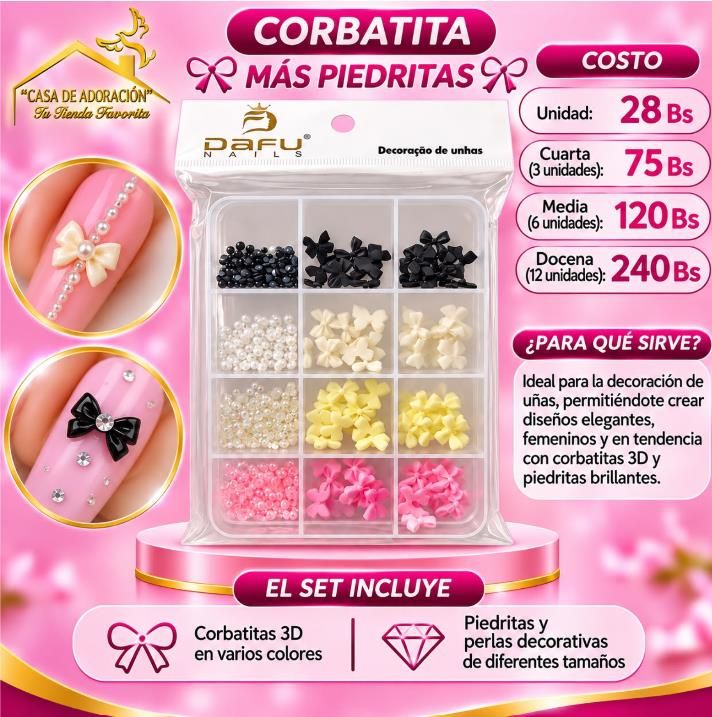 CORBATITA
MÁS PIEDRITAS
"CASA DE ADORACIÓN"
Tu Tienda Favorita
COSTO
Unidad: 28 Bs
Cuarta
(3 unidades): 75 Bs
Media
(6 unidades): 120 Bs
Docena
(12 unidades): 240 Bs
DAFU®
NAILS
Decoração de unhas
¿PARA QUÉ SIRVE?
Ideal para la decoración de
uñas, permitiéndote crear
diseños elegantes,
femeninos y en tendencia
con corbatitas 3D y
piedritas brillantes.
EL SET INCLUYE
Corbatitas 3D
en varios colores
Piedritas y
perlas decorativas
de diferentes tamaños